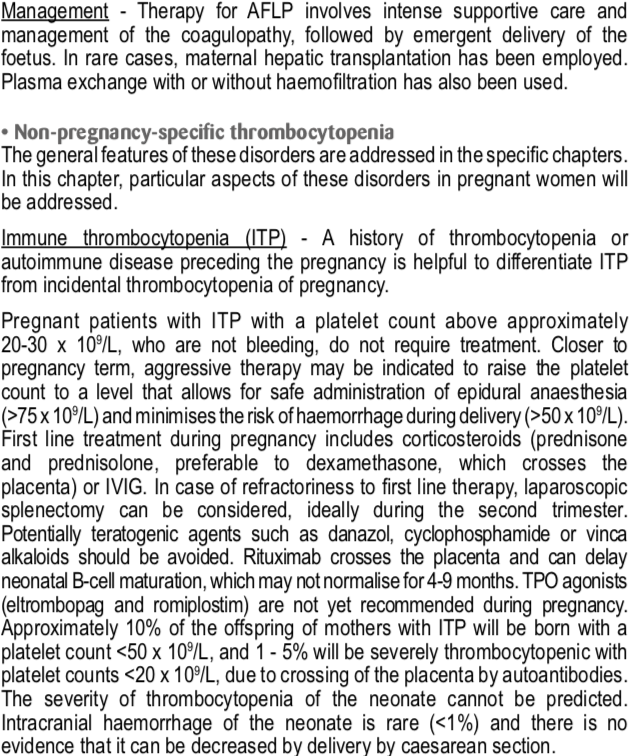 Management - Therapy for AFLP involves intense supportive care and
management of the coagulopathy, followed by emergent delivery of the
foetus. In rare cases, maternal hepatic transplantation has been employed.
Plasma exchange with or without haemofiltration has also been used.
• Non-pregnancy-specific thrombocytopenia
The general features of these disorders are addressed in the specific chapters.
In this chapter, particular aspects of these disorders in pregnant women will
be addressed.
Immune thrombocytopenia (ITP) - A history of thrombocytopenia or
autoimmune disease preceding the pregnancy is helpful to differentiate ITP
from incidental thrombocytopenia of pregnancy.
Pregnant patients with ITP with a platelet count above approximately
20-30 x 10⁹/L, who are not bleeding, do not require treatment. Closer to
pregnancy term, aggressive therapy may be indicated to raise the platelet
count to a level that allows for safe administration of epidural anaesthesia
(>75 x 10⁹/L) and minimises the risk of haemorrhage during delivery (>50 x 10⁹/L).
First line treatment during pregnancy includes corticosteroids (prednisone
and prednisolone, preferable to dexamethasone, which crosses the
placenta) or IVIG. In case of refractoriness to first line therapy, laparoscopic
splenectomy can be considered, ideally during the second trimester.
Potentially teratogenic agents such as danazol, cyclophosphamide or vinca
alkaloids should be avoided. Rituximab crosses the placenta and can delay
neonatal B-cell maturation, which may not normalise for 4-9 months. TPO agonists
(eltrombopag and romiplostim) are not yet recommended during pregnancy.
Approximately 10% of the offspring of mothers with ITP will be born with a
platelet count <50 x 10⁹/L, and 1 - 5% will be severely thrombocytopenic with
platelet counts <20 x 10⁹/L, due to crossing of the placenta by autoantibodies.
The severity of thrombocytopenia of the neonate cannot be predicted.
Intracranial haemorrhage of the neonate is rare (<1%) and there is no
evidence that it can be decreased by delivery by caesarean section.